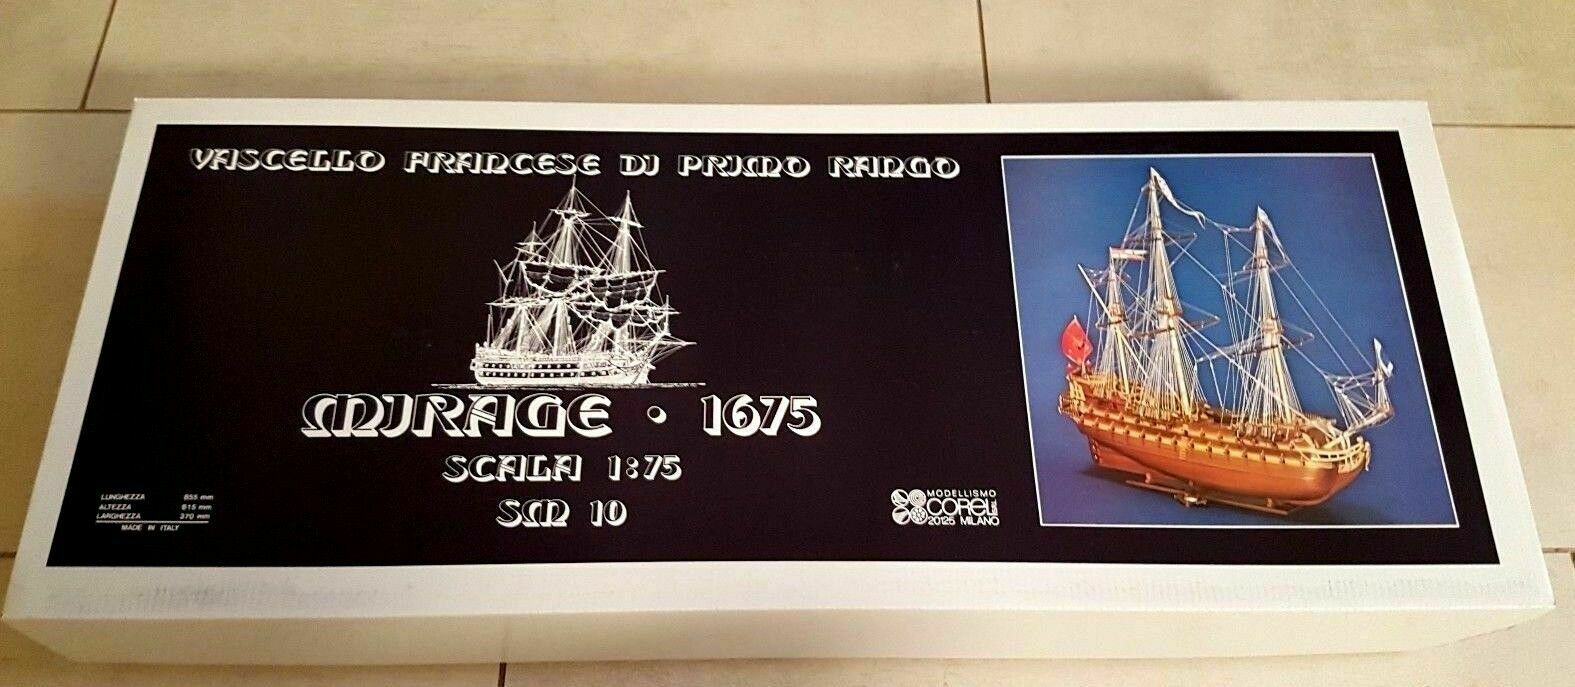 VASCELLO FRANCESE DI PRIMO RANGO
MIRAGE • 1675
SCALA 1:75
SM 10
LUNGHEZZA 855 mm
ALTEZZA 615 mm
LARGHEZZA 370 mm
MADE IN ITALY
MODELLISMO
COREL
20125 MILANO